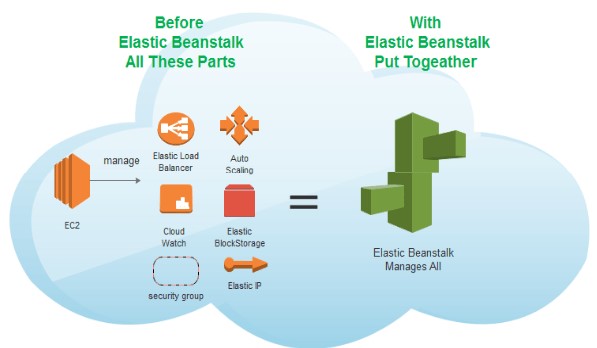 Before
Elastic Beanstalk
All These Parts
With
Elastic Beanstalk
Put Togeather
manage
EC2
Elastic Load
Balancer
Auto
Scaling
Cloud
Watch
Elastic
BlockStorage
security group
Elastic IP
=
Elastic Beanstalk
Manages All